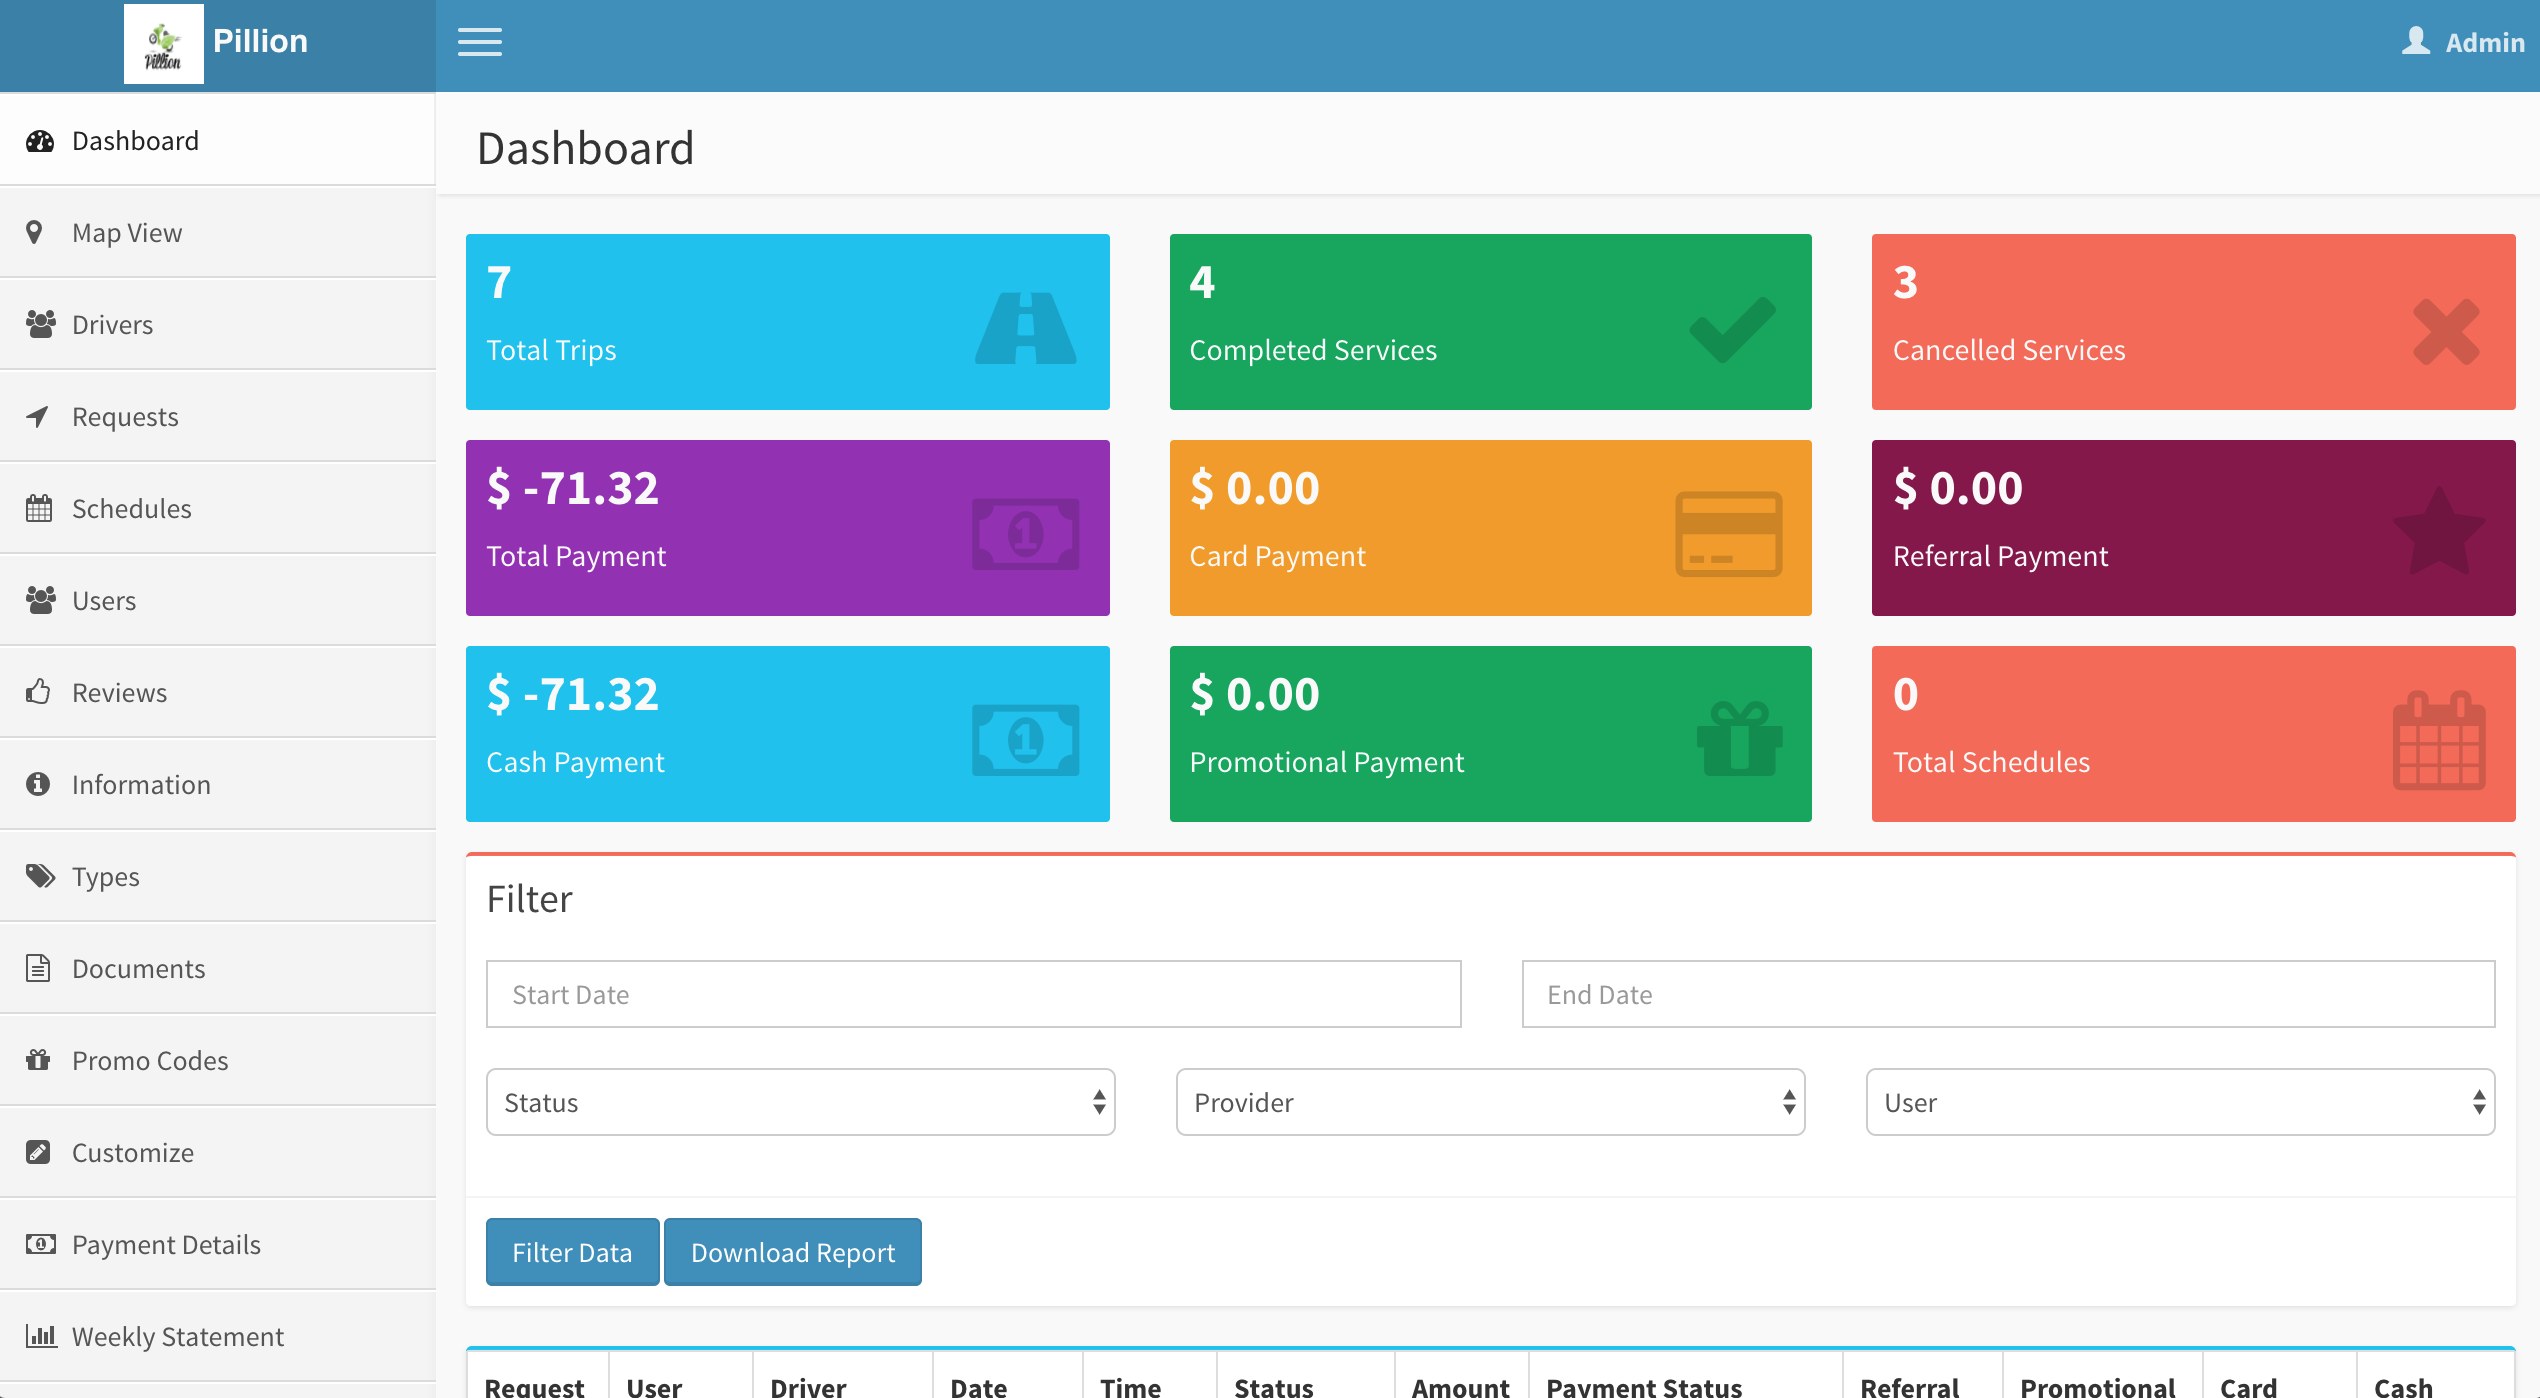 Pillion
Pillion
Admin
Dashboard
Map View
Drivers
Requests
Schedules
Users
Reviews
Information
Types
Documents
Promo Codes
Customize
Payment Details
Weekly Statement
Dashboard
7
Total Trips
4
Completed Services
3
Cancelled Services
$ -71.32
Total Payment
$ 0.00
Card Payment
$ 0.00
Referral Payment
$ -71.32
Cash Payment
$ 0.00
Promotional Payment
0
Total Schedules
Filter
Start Date
End Date
Status
Provider
User
Filter Data
Download Report
Request User Driver Date Time Status Amount Payment Status Referral Promotional Card Cash